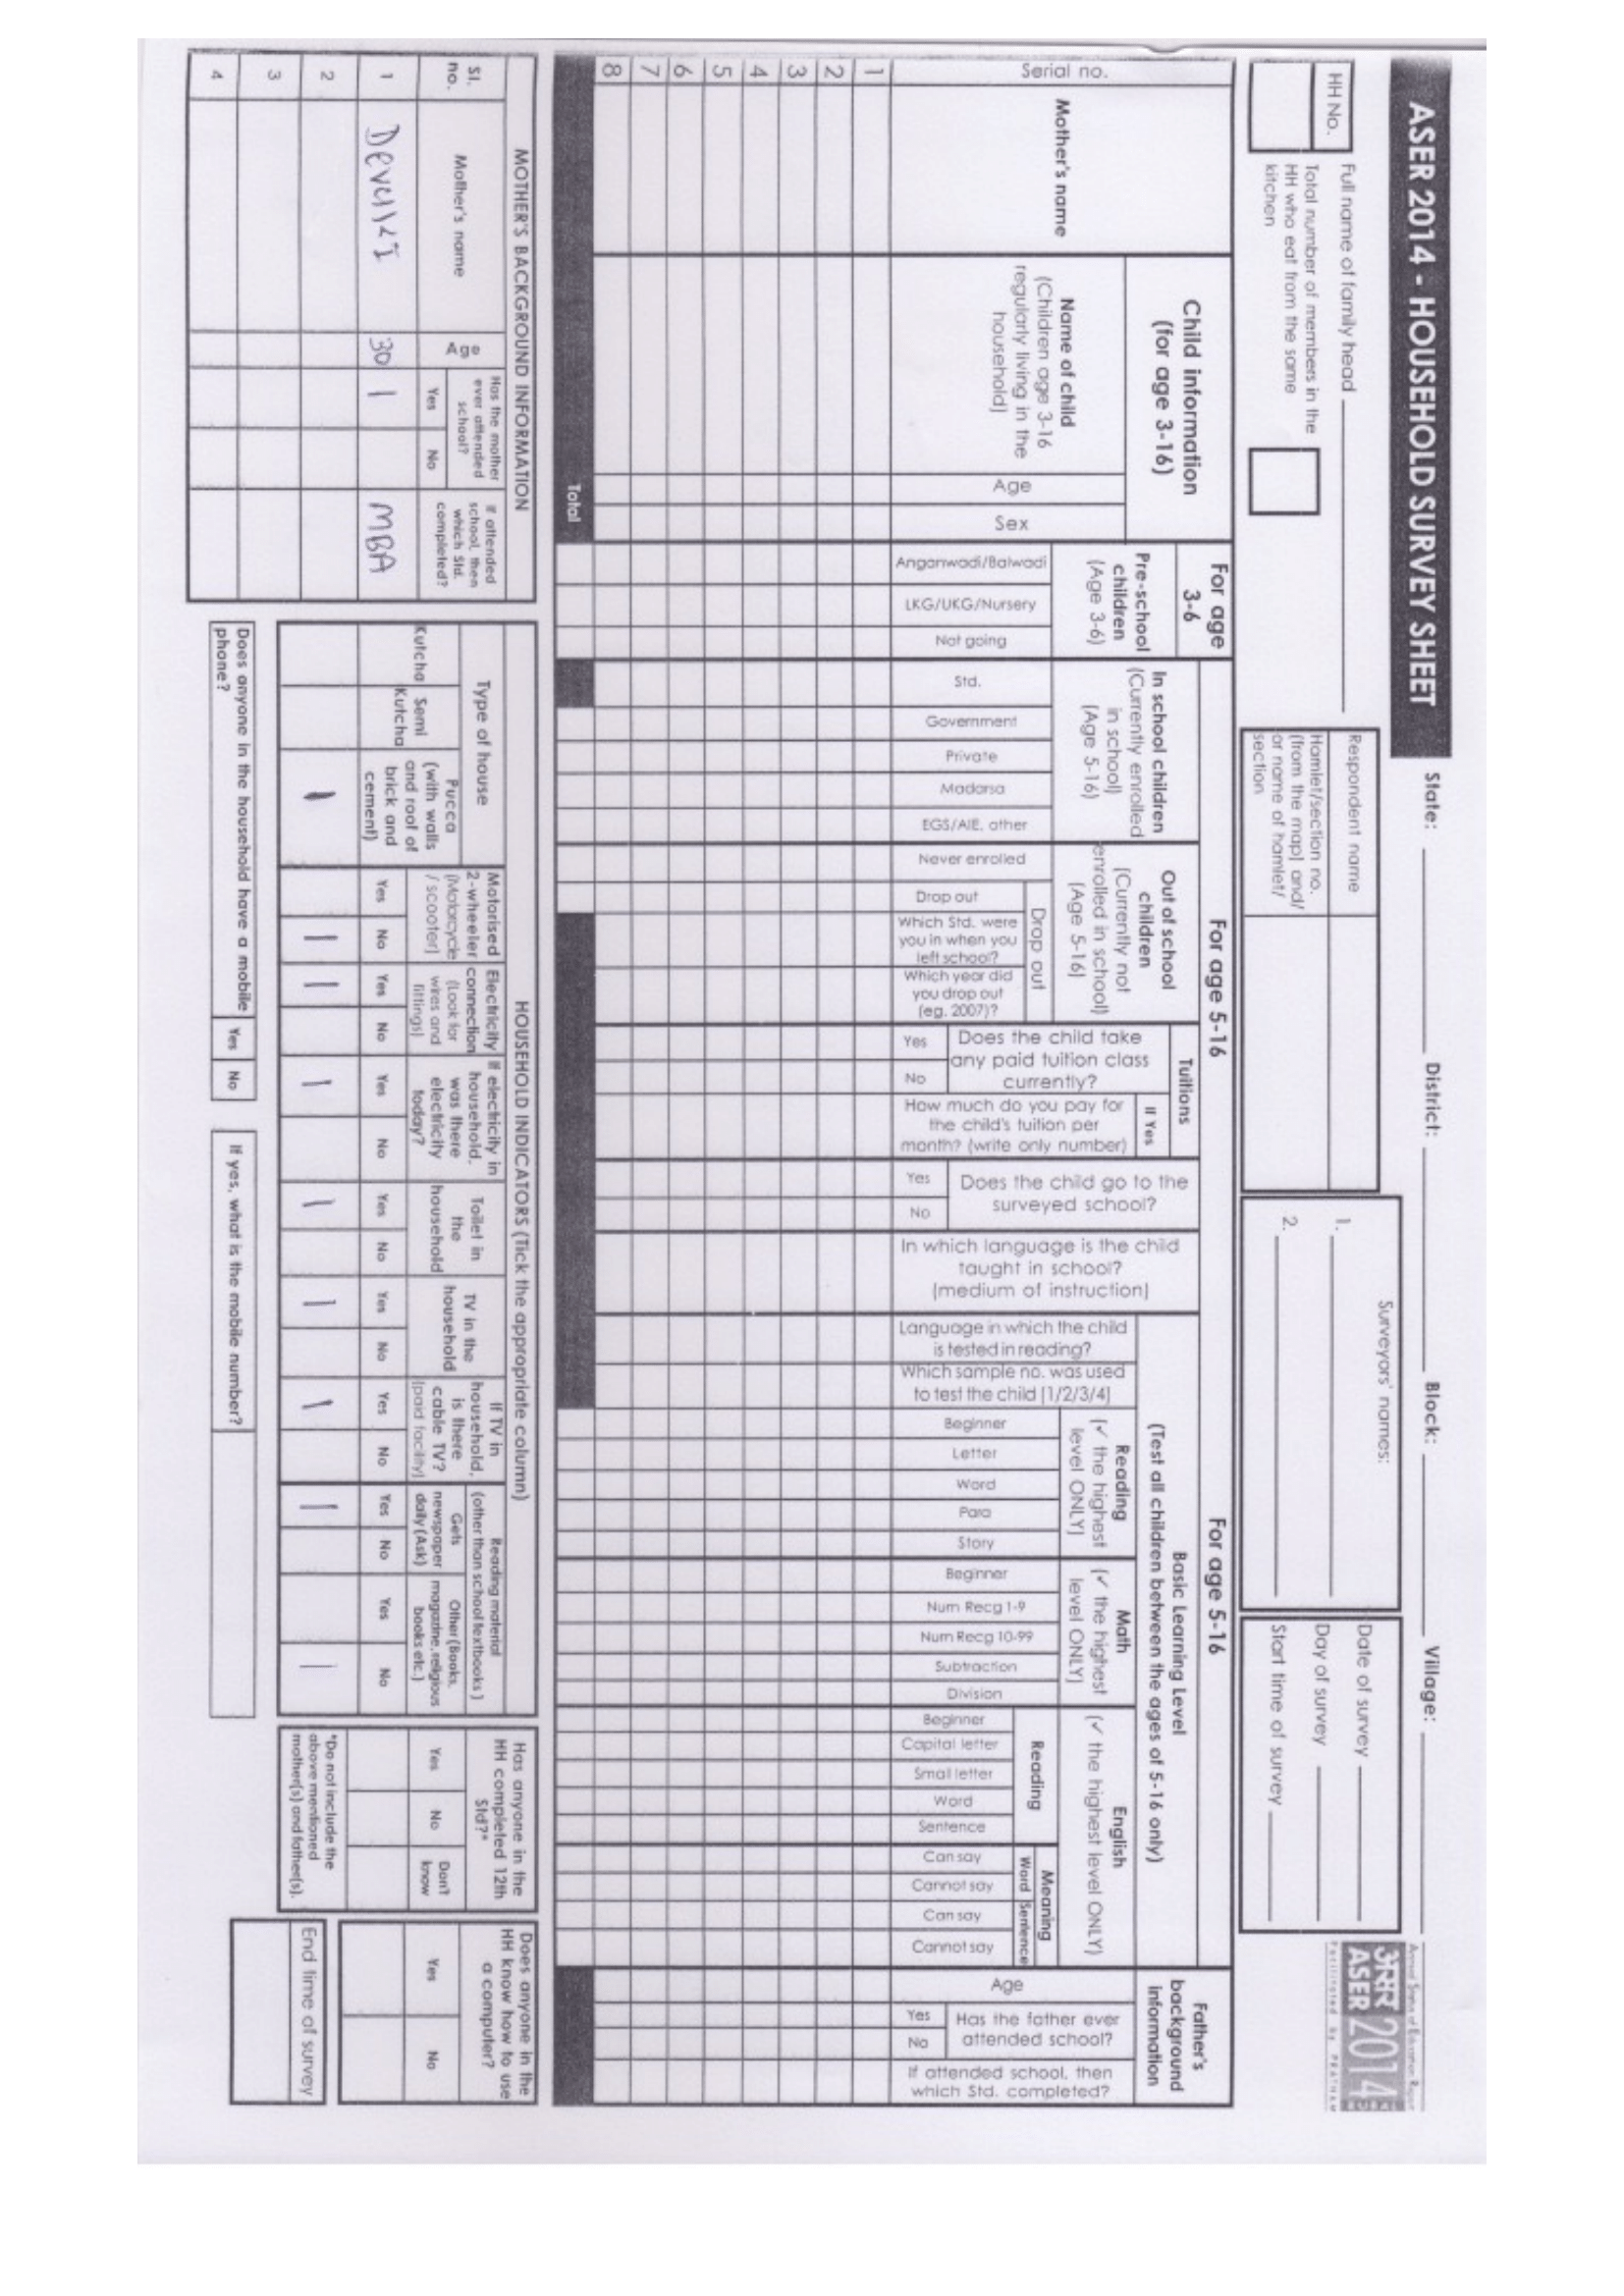 ASER 2014 - HOUSEHOLD SURVEY SHEET
State: District: Block: Village:
HH No.
Full name of family head
Total number of members in the
HH who eat from the same
kitchen
Respondent name
Hamlet/section no.
(from the map) and/
or name of hamlet/
section
Surveyors' names:
1.
2.
Date of survey
Day of survey
Start time of survey
Annual Status of Education Report
असर
ASER 2014
Facilitated by PRATHAM
Serial no.
Mother's name
Child information
(for age 3-16)
Name of child
(Children age 3-16
regularly living in the
household)
Age
Sex
For age
3-6
Pre-school
children
(Age 3-6)
Anganwadi/Balwadi
LKG/UKG/Nursery
Not going
For age 5-16
In school children
(Currently enrolled
in school)
(Age 5-16)
Std.
Government
Private
Madarsa
EGS/AIE, other
Out of school
children
(Currently not
enrolled in school)
(Age 5-16)
Never enrolled
Drop out
Drop out
Which Std. were
you in when you
left school?
Which year did
you drop out
(eg. 2007)?
Tuitions
Does the child take
any paid tuition class
currently?
Yes
No
If Yes
How much do you pay for
the child's tuition per
month? (write only number)
Does the child go to the
surveyed school?
Yes
No
In which language is the child
taught in school?
(medium of instruction)
For age 5-16
Basic Learning Level
(Test all children between the ages of 5-16 only)
Language in which the child
is tested in reading?
Which sample no. was used
to test the child [1/2/3/4]
Reading
(✓ the highest
level ONLY)
Beginner
Letter
Word
Para
Story
Math
(✓ the highest
level ONLY)
Beginner
Num Recg 1-9
Num Recg 10-99
Subtraction
Division
English
(✓ the highest level ONLY)
Reading
Beginner
Capital letter
Small letter
Word
Sentence
Meaning
Word
Sentence
Can say
Cannot say
Can say
Cannot say
Father's
background
information
Age
Has the father ever
attended school?
Yes
No
If attended school, then
which Std. completed?
1
2
3
4
5
6
7
8
Total
MOTHER'S BACKGROUND INFORMATION
Sl.
no.
Mother's name
Age
Has the mother
ever attended
school?
Yes No
If attended
school, then
which Std.
completed?
1 Devulki 30 MBA
2
3
4
HOUSEHOLD INDICATORS (Tick the appropriate column)
Type of house
Kutcha
Semi
Kutcha
Pucca
(with walls
and roof of
brick and
cement)
Motorised
2-wheeler
(Motorcycle
/ scooter)
Yes No
Electricity
connection
(Look for
wires and
fittings)
Yes No
If electricity in
household,
was there
electricity
today?
Yes No
Toilet in
the
household
Yes No
TV in the
household
Yes No
If TV in
household,
is there
cable TV?
(paid facility)
Yes No
Reading material
(other than school textbooks)
Gets
newspaper
daily (Ask)
Yes No
Other (Books,
magazine, religious
books etc.)
Yes No
Does anyone in the household have a mobile
phone?
Yes No
If yes, what is the mobile number?
Has anyone in the
HH completed 12th
Std?*
Yes No Don't
know
*Do not include the
above mentioned
mother(s) and father(s).
Does anyone in the
HH know how to use
a computer?
Yes No
End time of survey